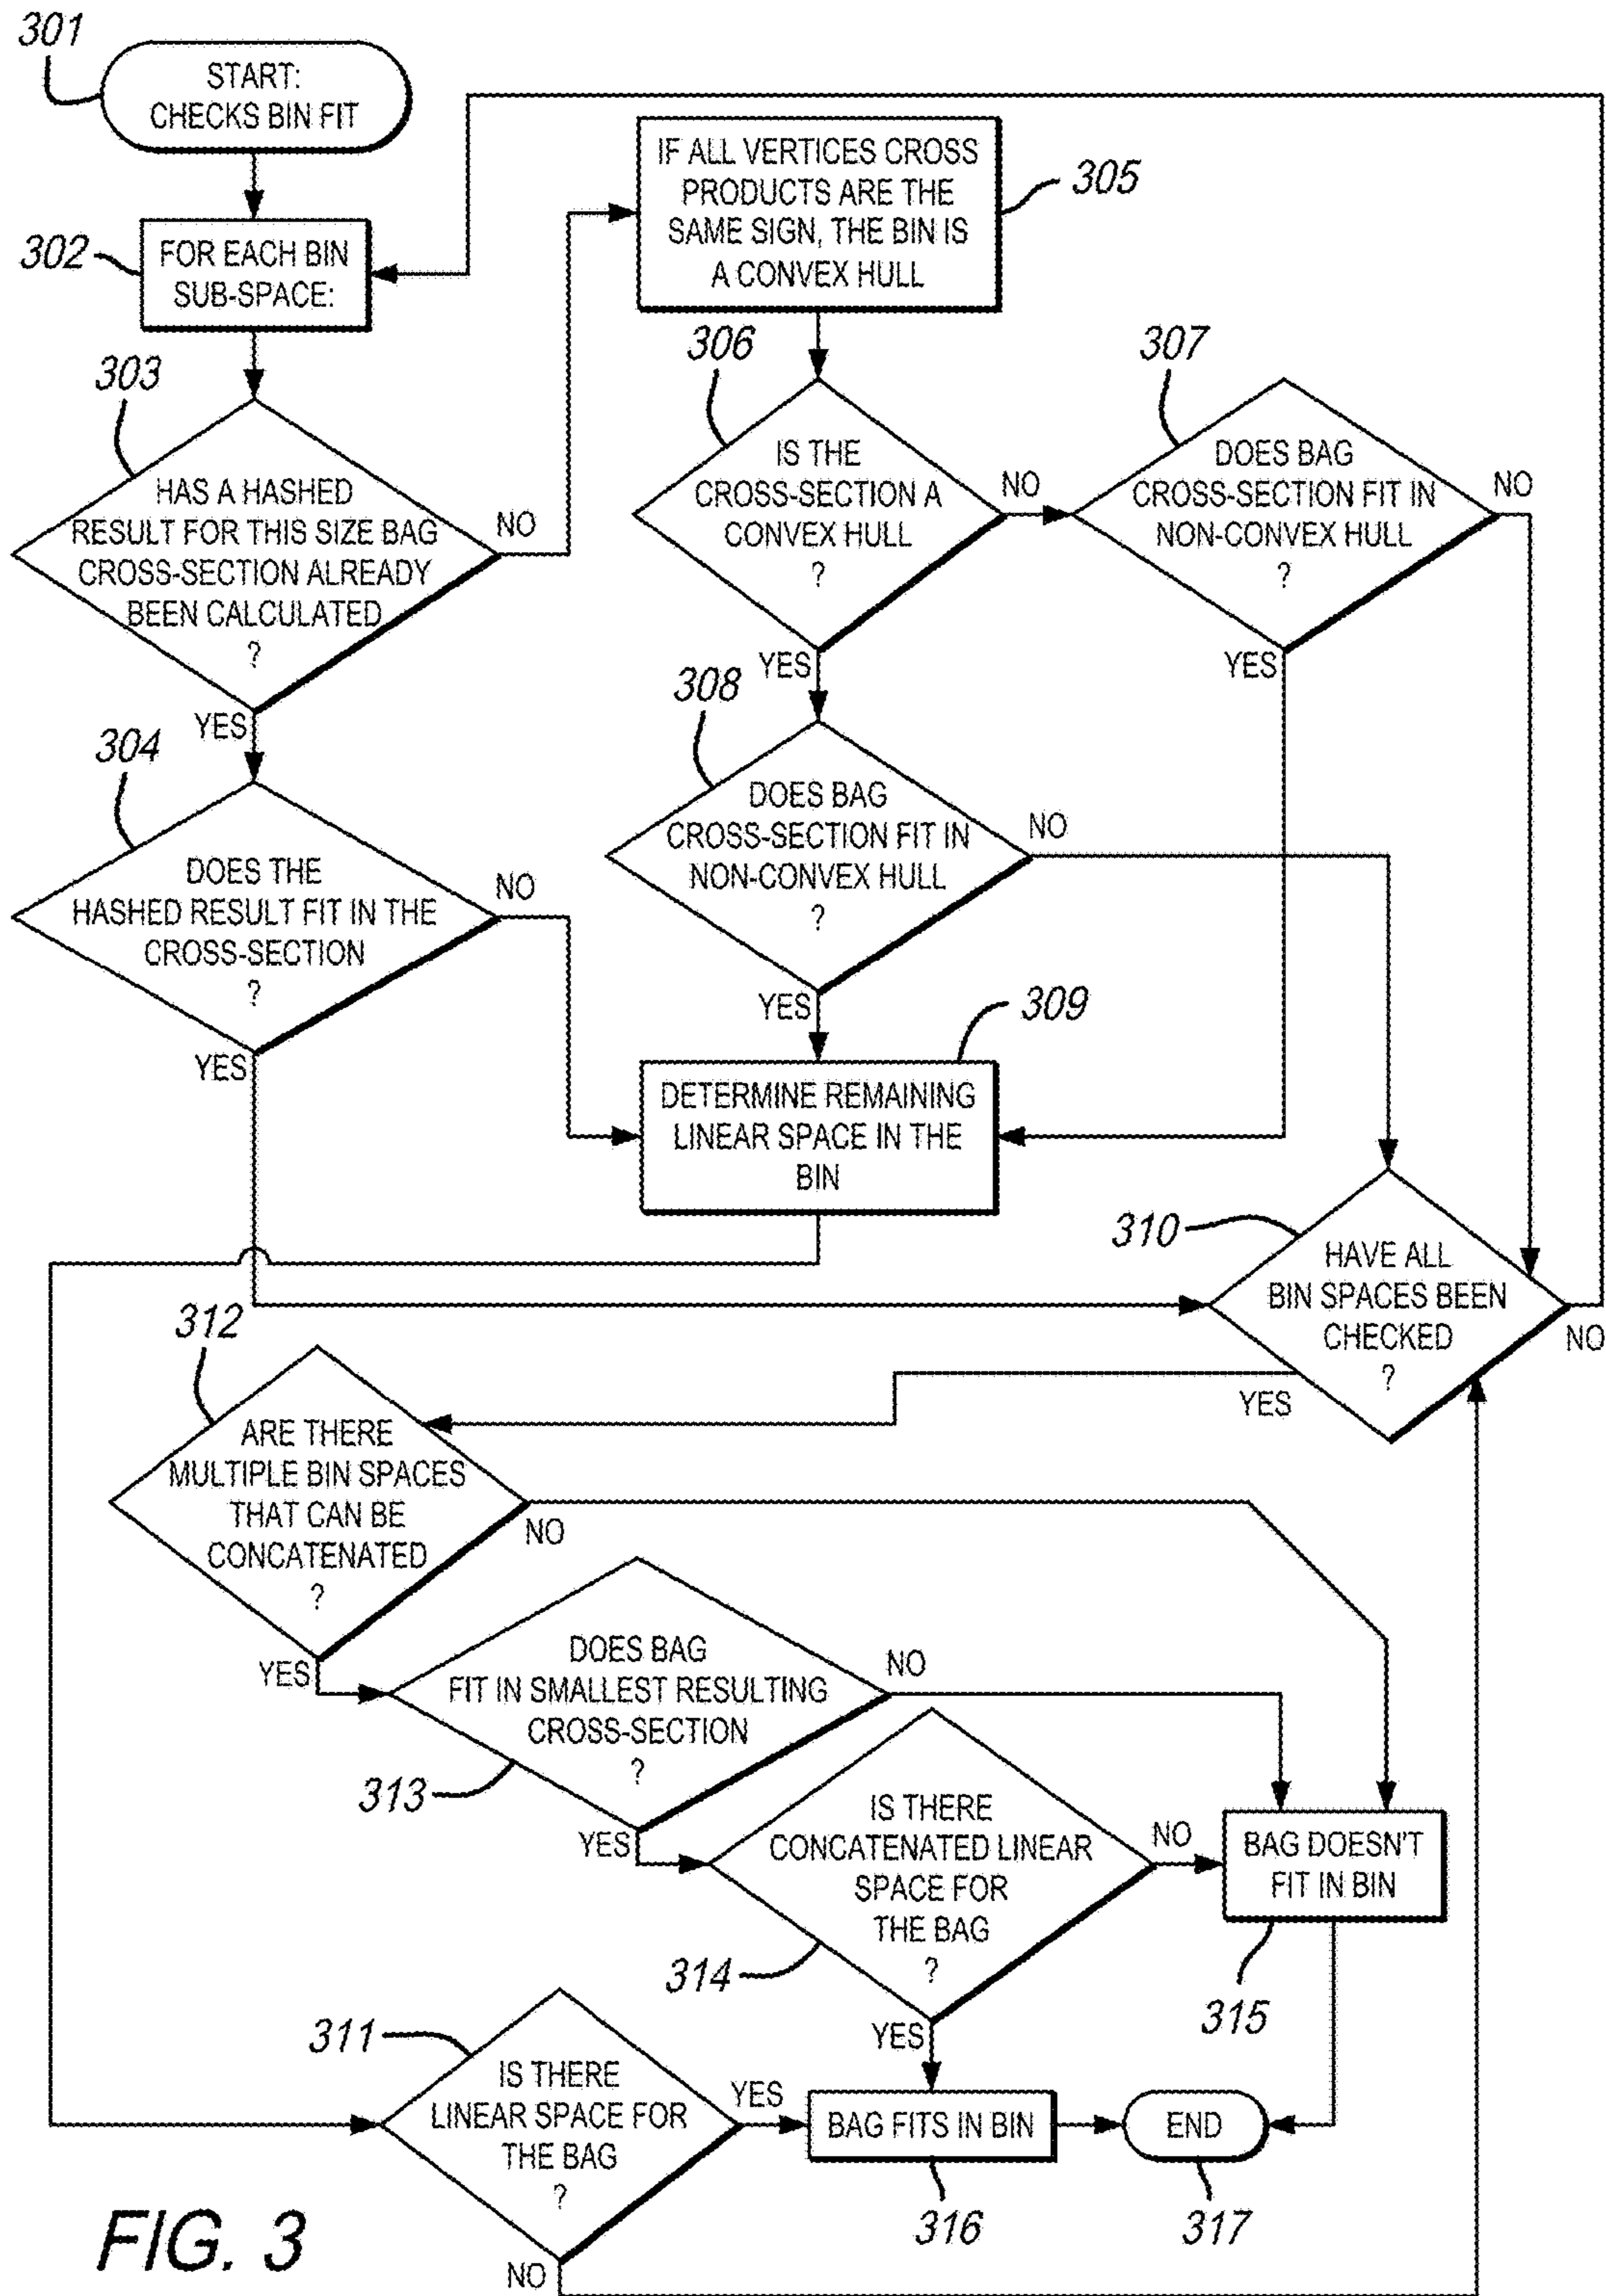 301
START:
CHECKS BIN FIT
302
FOR EACH BIN
SUB-SPACE:
303
HAS A HASHED
RESULT FOR THIS SIZE BAG
CROSS-SECTION ALREADY
BEEN CALCULATED
?
NO
YES
304
DOES THE
HASHED RESULT FIT IN THE
CROSS-SECTION
?
NO
YES
305
IF ALL VERTICES CROSS
PRODUCTS ARE THE
SAME SIGN, THE BIN IS
A CONVEX HULL
306
IS THE
CROSS-SECTION A
CONVEX HULL
?
NO
YES
307
DOES BAG
CROSS-SECTION FIT IN
NON-CONVEX HULL
?
NO
YES
308
DOES BAG
CROSS-SECTION FIT IN
NON-CONVEX HULL
?
NO
YES
309
DETERMINE REMAINING
LINEAR SPACE IN THE
BIN
310
HAVE ALL
BIN SPACES BEEN
CHECKED
?
NO
YES
312
ARE THERE
MULTIPLE BIN SPACES
THAT CAN BE
CONCATENATED
?
NO
YES
313
DOES BAG
FIT IN SMALLEST RESULTING
CROSS-SECTION
?
NO
YES
314
IS THERE
CONCATENATED LINEAR
SPACE FOR
THE BAG
?
NO
YES
BAG DOESN'T
FIT IN BIN
315
311
IS THERE
LINEAR SPACE FOR
THE BAG
?
YES
NO
BAG FITS IN BIN
316
END
317
FIG. 3